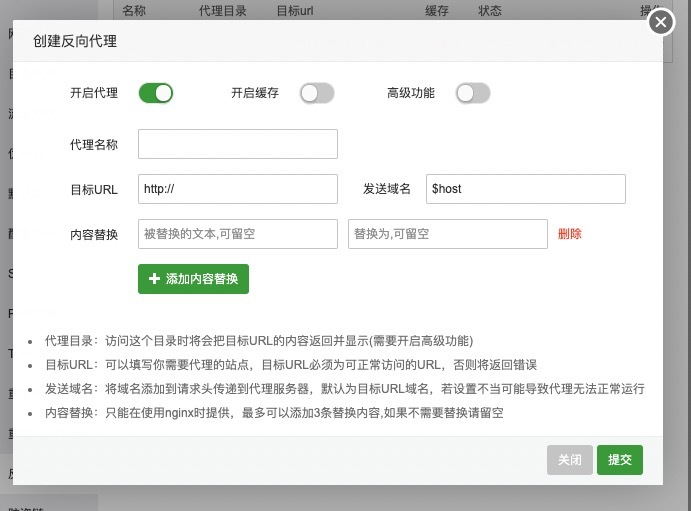 名称 代理目录 目标url 缓存 状态
创建反向代理
开启代理 开启缓存 高级功能
代理名称
目标URL http:// 发送域名 $host
内容替换 被替换的文本,可留空 替换为,可留空 删除
添加内容替换
代理目录：访问这个目录时将会把目标URL的内容返回并显示(需要开启高级功能)
目标URL：可以填写你需要代理的站点，目标URL必须为可正常访问的URL，否则将返回错误
发送域名：将域名添加到请求头传递到代理服务器，默认为目标URL域名，若设置不当可能导致代理无法正常运行
内容替换：只能在使用nginx时提供，最多可以添加3条替换内容,如果不需要替换请留空
关闭 提交